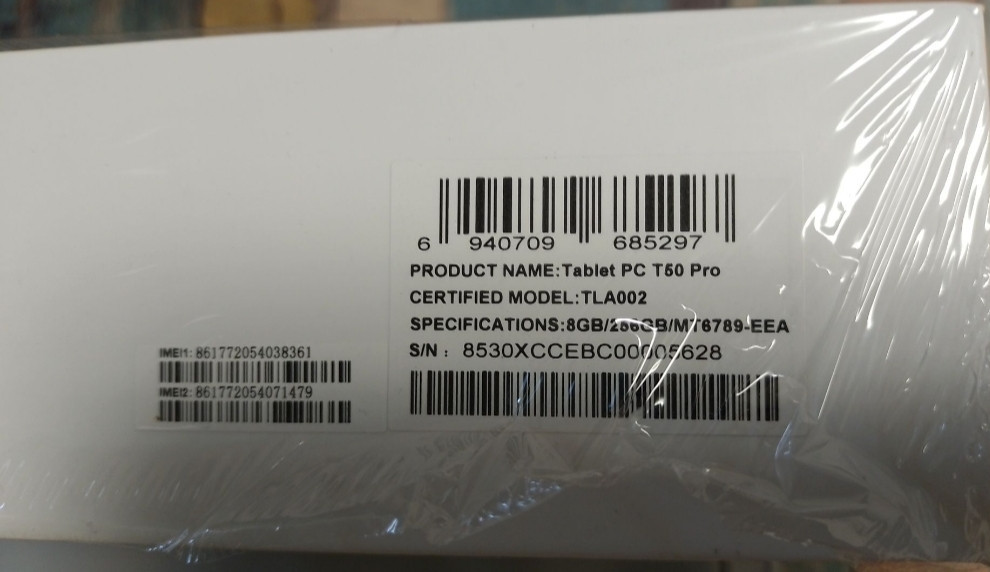 6 940709 685297
PRODUCT NAME:Tablet PC T50 Pro
CERTIFIED MODEL:TLA002
SPECIFICATIONS:8GB/256GB/MT6789-EEA
S/N : 8530XCCEBC00005628
IMEI1: 861772054038361
IMEI2: 861772054071479